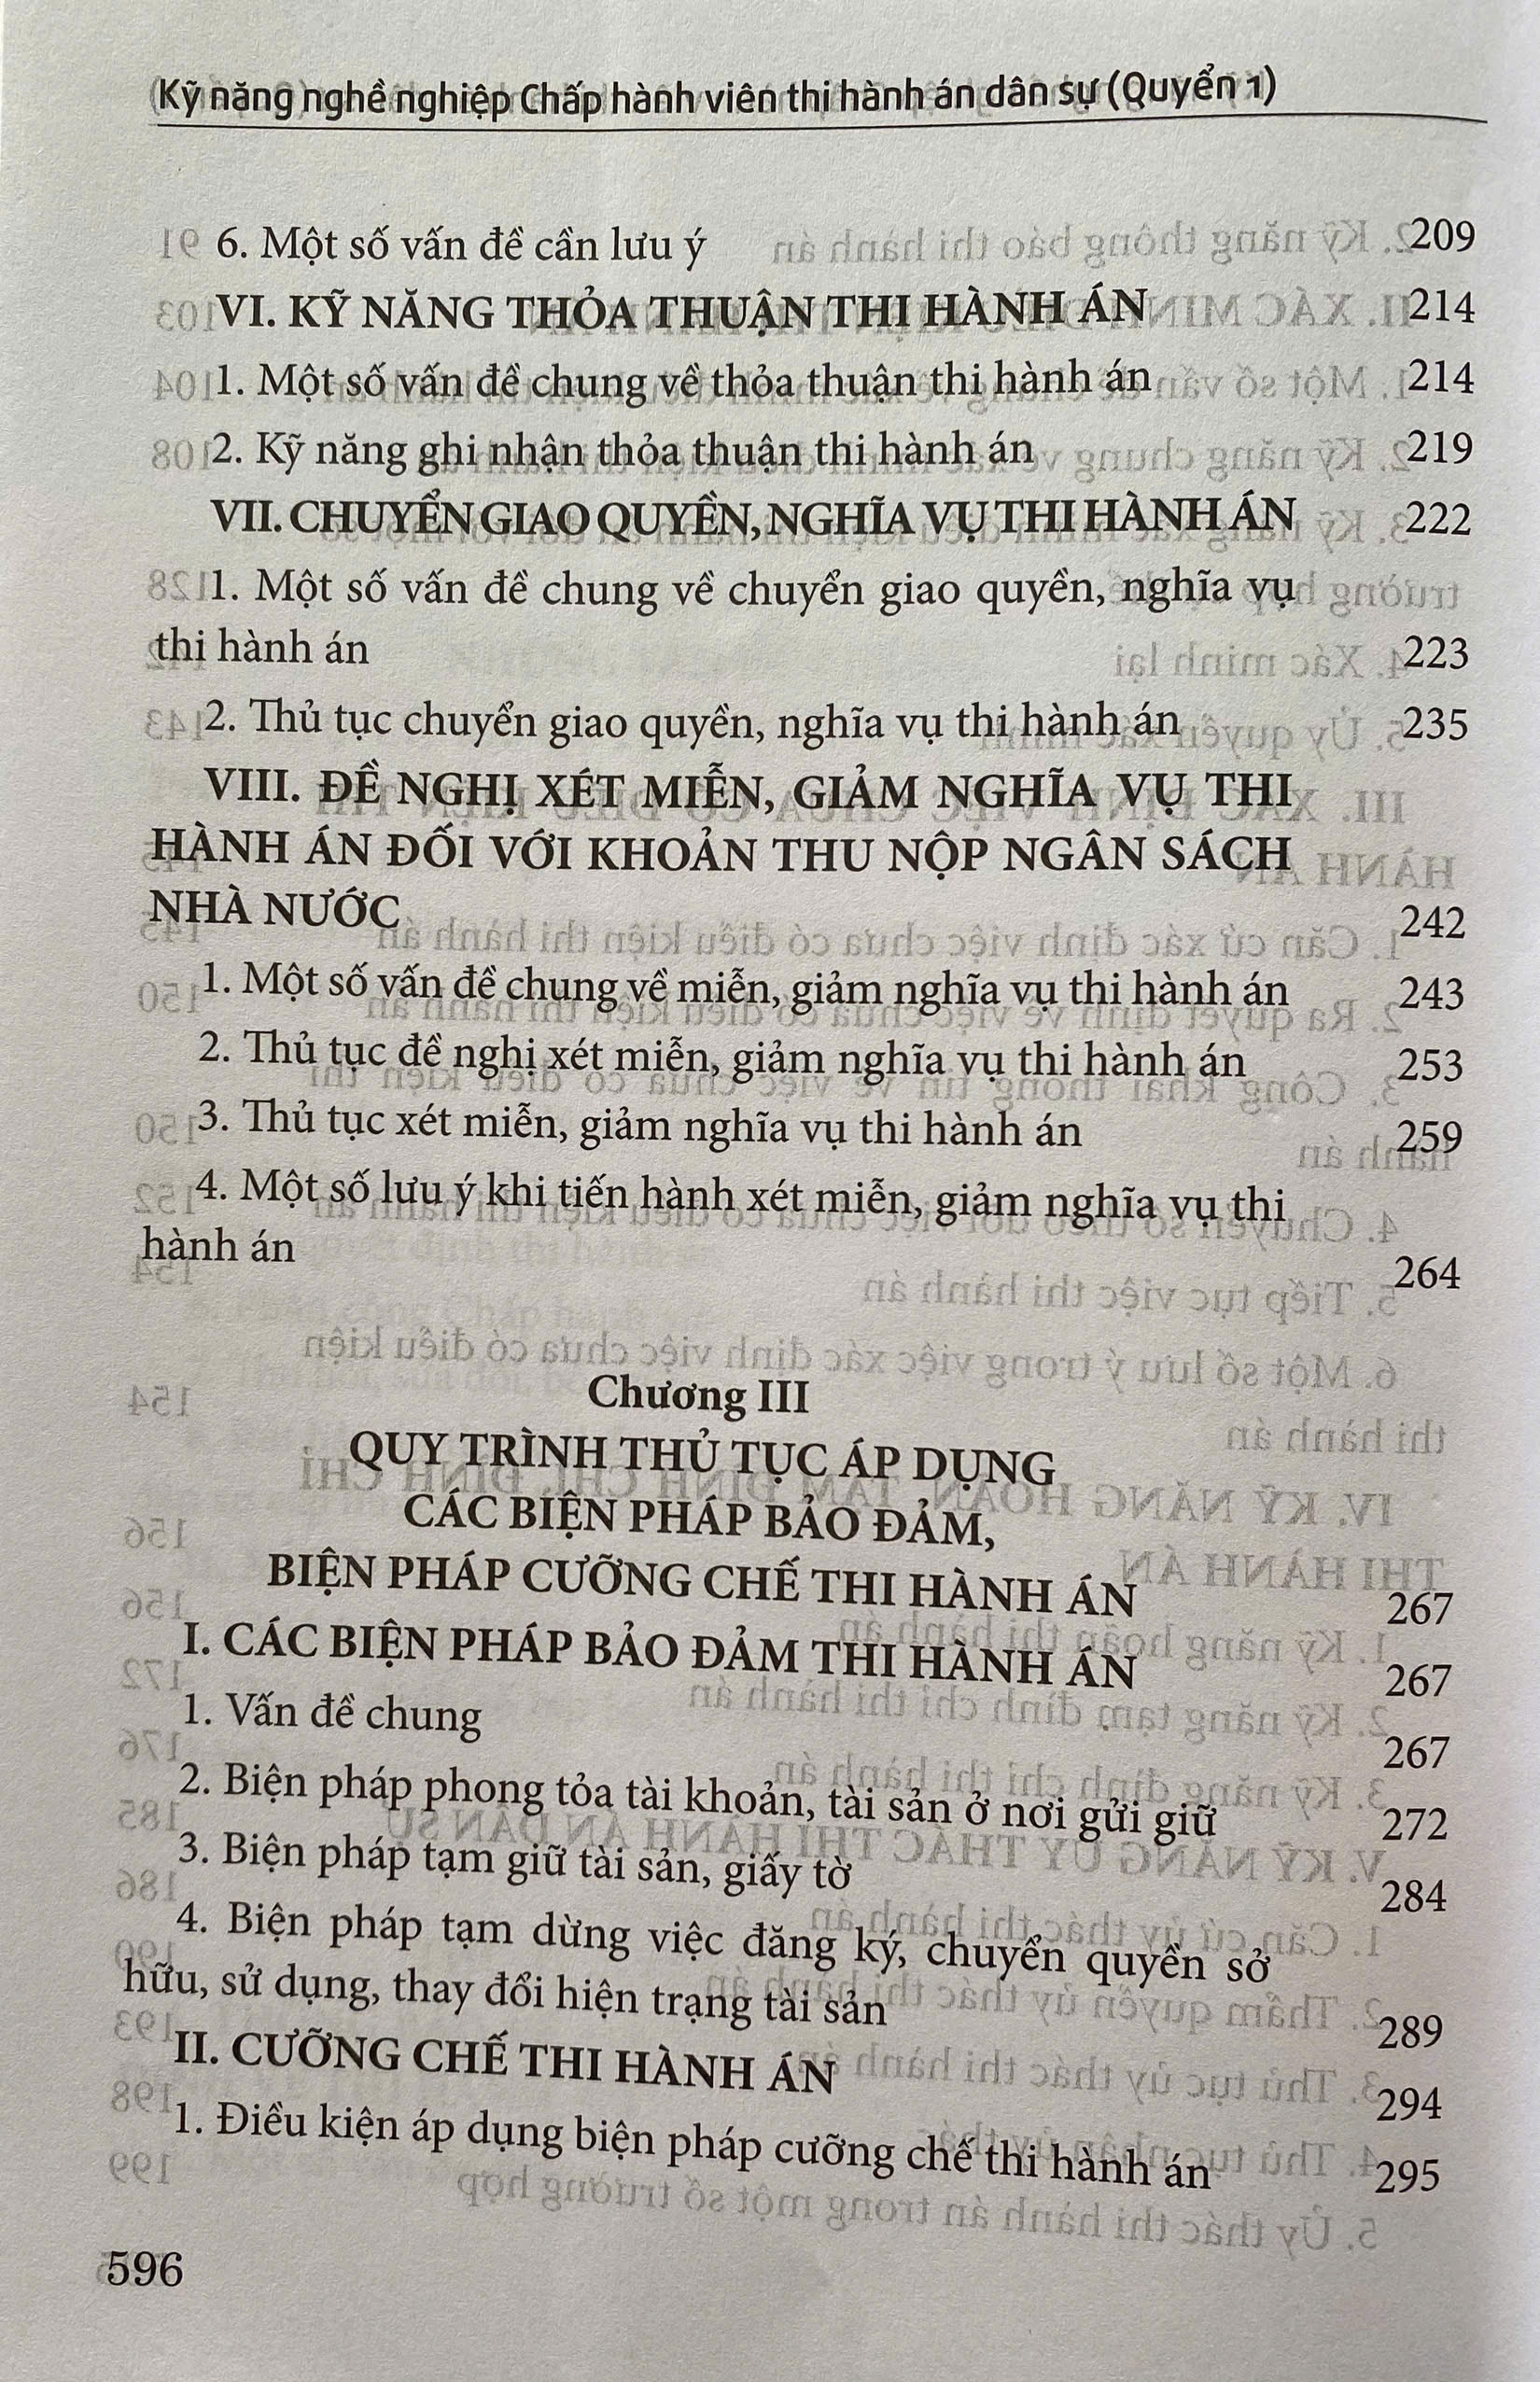 Kỹ năng nghề nghiệp Chấp hành viên thi hành án dân sự (Quyển 1)
6. Một số vấn đề cần lưu ý 209
VI. KỸ NĂNG THỎA THUẬN THI HÀNH ÁN 214
1. Một số vấn đề chung về thỏa thuận thi hành án 214
2. Kỹ năng ghi nhận thỏa thuận thi hành án 219
VII. CHUYỂN GIAO QUYỀN, NGHĨA VỤ THI HÀNH ÁN 222
1. Một số vấn đề chung về chuyển giao quyền, nghĩa vụ
thi hành án 223
2. Thủ tục chuyển giao quyền, nghĩa vụ thi hành án 235
VIII. ĐỀ NGHỊ XÉT MIỄN, GIẢM NGHĨA VỤ THI
HÀNH ÁN ĐỐI VỚI KHOẢN THU NỘP NGÂN SÁCH
NHÀ NƯỚC 242
1. Một số vấn đề chung về miễn, giảm nghĩa vụ thi hành án 243
2. Thủ tục đề nghị xét miễn, giảm nghĩa vụ thi hành án 253
3. Thủ tục xét miễn, giảm nghĩa vụ thi hành án 259
4. Một số lưu ý khi tiến hành xét miễn, giảm nghĩa vụ thi
hành án 264
Chương III
QUY TRÌNH THỦ TỤC ÁP DỤNG
CÁC BIỆN PHÁP BẢO ĐẢM,
BIỆN PHÁP CƯỠNG CHẾ THI HÀNH ÁN 267
I. CÁC BIỆN PHÁP BẢO ĐẢM THI HÀNH ÁN 267
1. Vấn đề chung 267
2. Biện pháp phong tỏa tài khoản, tài sản ở nơi gửi giữ 272
3. Biện pháp tạm giữ tài sản, giấy tờ 284
4. Biện pháp tạm dừng việc đăng ký, chuyển quyền sở
hữu, sử dụng, thay đổi hiện trạng tài sản 289
II. CƯỠNG CHẾ THI HÀNH ÁN 294
1. Điều kiện áp dụng biện pháp cưỡng chế thi hành án 295
596